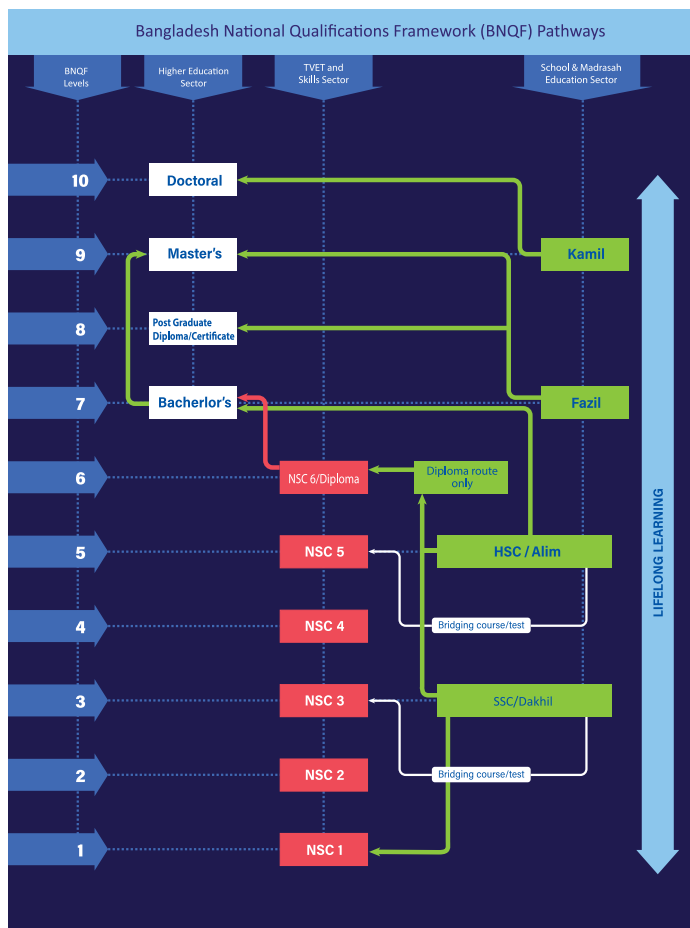 Bangladesh National Qualifications Framework (BNQF) Pathways
BNQF
Levels
Higher Education
Sector
TVET and
Skills Sector
School & Madrasah
Education Sector
10
Doctoral
9
Master's
Kamil
8
Post Graduate
Diploma/Certificate
7
Bacherlor's
Fazil
6
NSC 6/Diploma
Diploma route
only
5
NSC 5
HSC / Alim
4
NSC 4
Bridging course/test
3
NSC 3
SSC/Dakhil
2
NSC 2
Bridging course/test
1
NSC 1
LIFELONG LEARNING